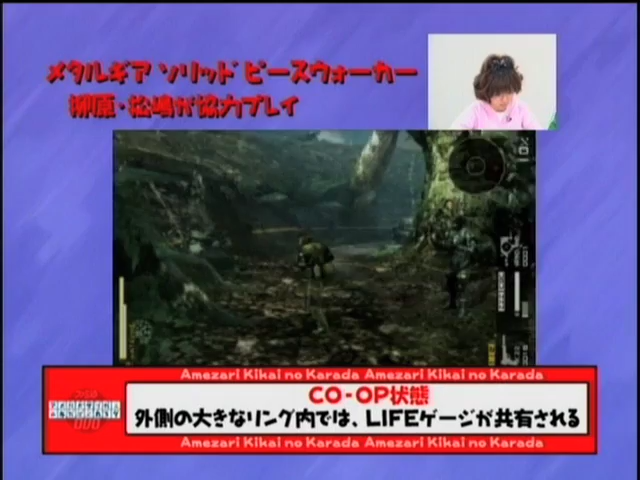 メタルギア ソリッド ピースウォーカー
柳原・松嶋が協力プレイ
Amezari Kikai no Karada Amezari Kikai no Karada
CO-OP状態
外側の大きなリング内では、LIFEゲージが共有される
Amezari Kikai no Karada Amezari Kikai no Karada